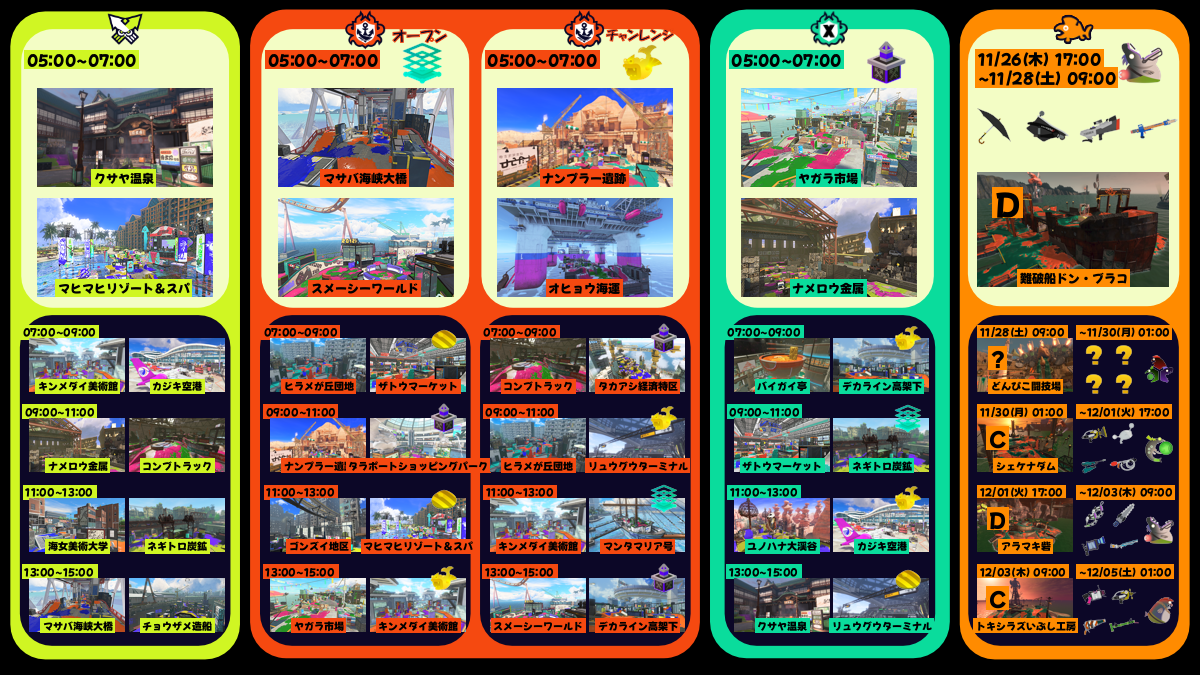 05:00~07:00
クサヤ温泉
マヒマヒリゾート＆スパ
07:00~09:00
キンメダイ美術館
カジキ空港
09:00~11:00
ナメロウ金属
コンブトラック
11:00~13:00
海女美術大学
ネギトロ炭鉱
13:00~15:00
マサバ海峡大橋
チョウザメ造船
オープン
05:00~07:00
マサバ海峡大橋
スメーシーワールド
07:00~09:00
ヒラメが丘団地
ザトウマーケット
09:00~11:00
ナンプラー遺
タラポートショッピングパーク
11:00~13:00
ゴンズイ地区
マヒマヒリゾート＆スパ
13:00~15:00
ヤガラ市場
キンメダイ美術館
チャレンジ
05:00~07:00
ナンプラー遺跡
オヒョウ海運
07:00~09:00
コンブトラック
タカアシ経済特区
09:00~11:00
ヒラメが丘団地
リュウグウターミナル
11:00~13:00
キンメダイ美術館
マンタマリア号
13:00~15:00
スメーシーワールド
デカライン高架下
X
05:00~07:00
ヤガラ市場
ナメロウ金属
07:00~09:00
バイガイ亭
デカライン高架下
09:00~11:00
ザトウマーケット
ネギトロ炭鉱
11:00~13:00
ユノハナ大渓谷
カジキ空港
13:00~15:00
クサヤ温泉
リュウグウターミナル
11/26(木) 17:00
~11/28(土) 09:00
D
難破船ドン・ブラコ
11/28(土) 09:00 ~11/30(月) 01:00
?
? ?
? ?
どんぴこ闘技場
11/30(月) 01:00 ~12/01(火) 17:00
C
シェケナダム
12/01(火) 17:00 ~12/03(木) 09:00
D
アラマキ砦
12/03(木) 09:00 ~12/05(土) 01:00
C
トキシラズいぶし工房